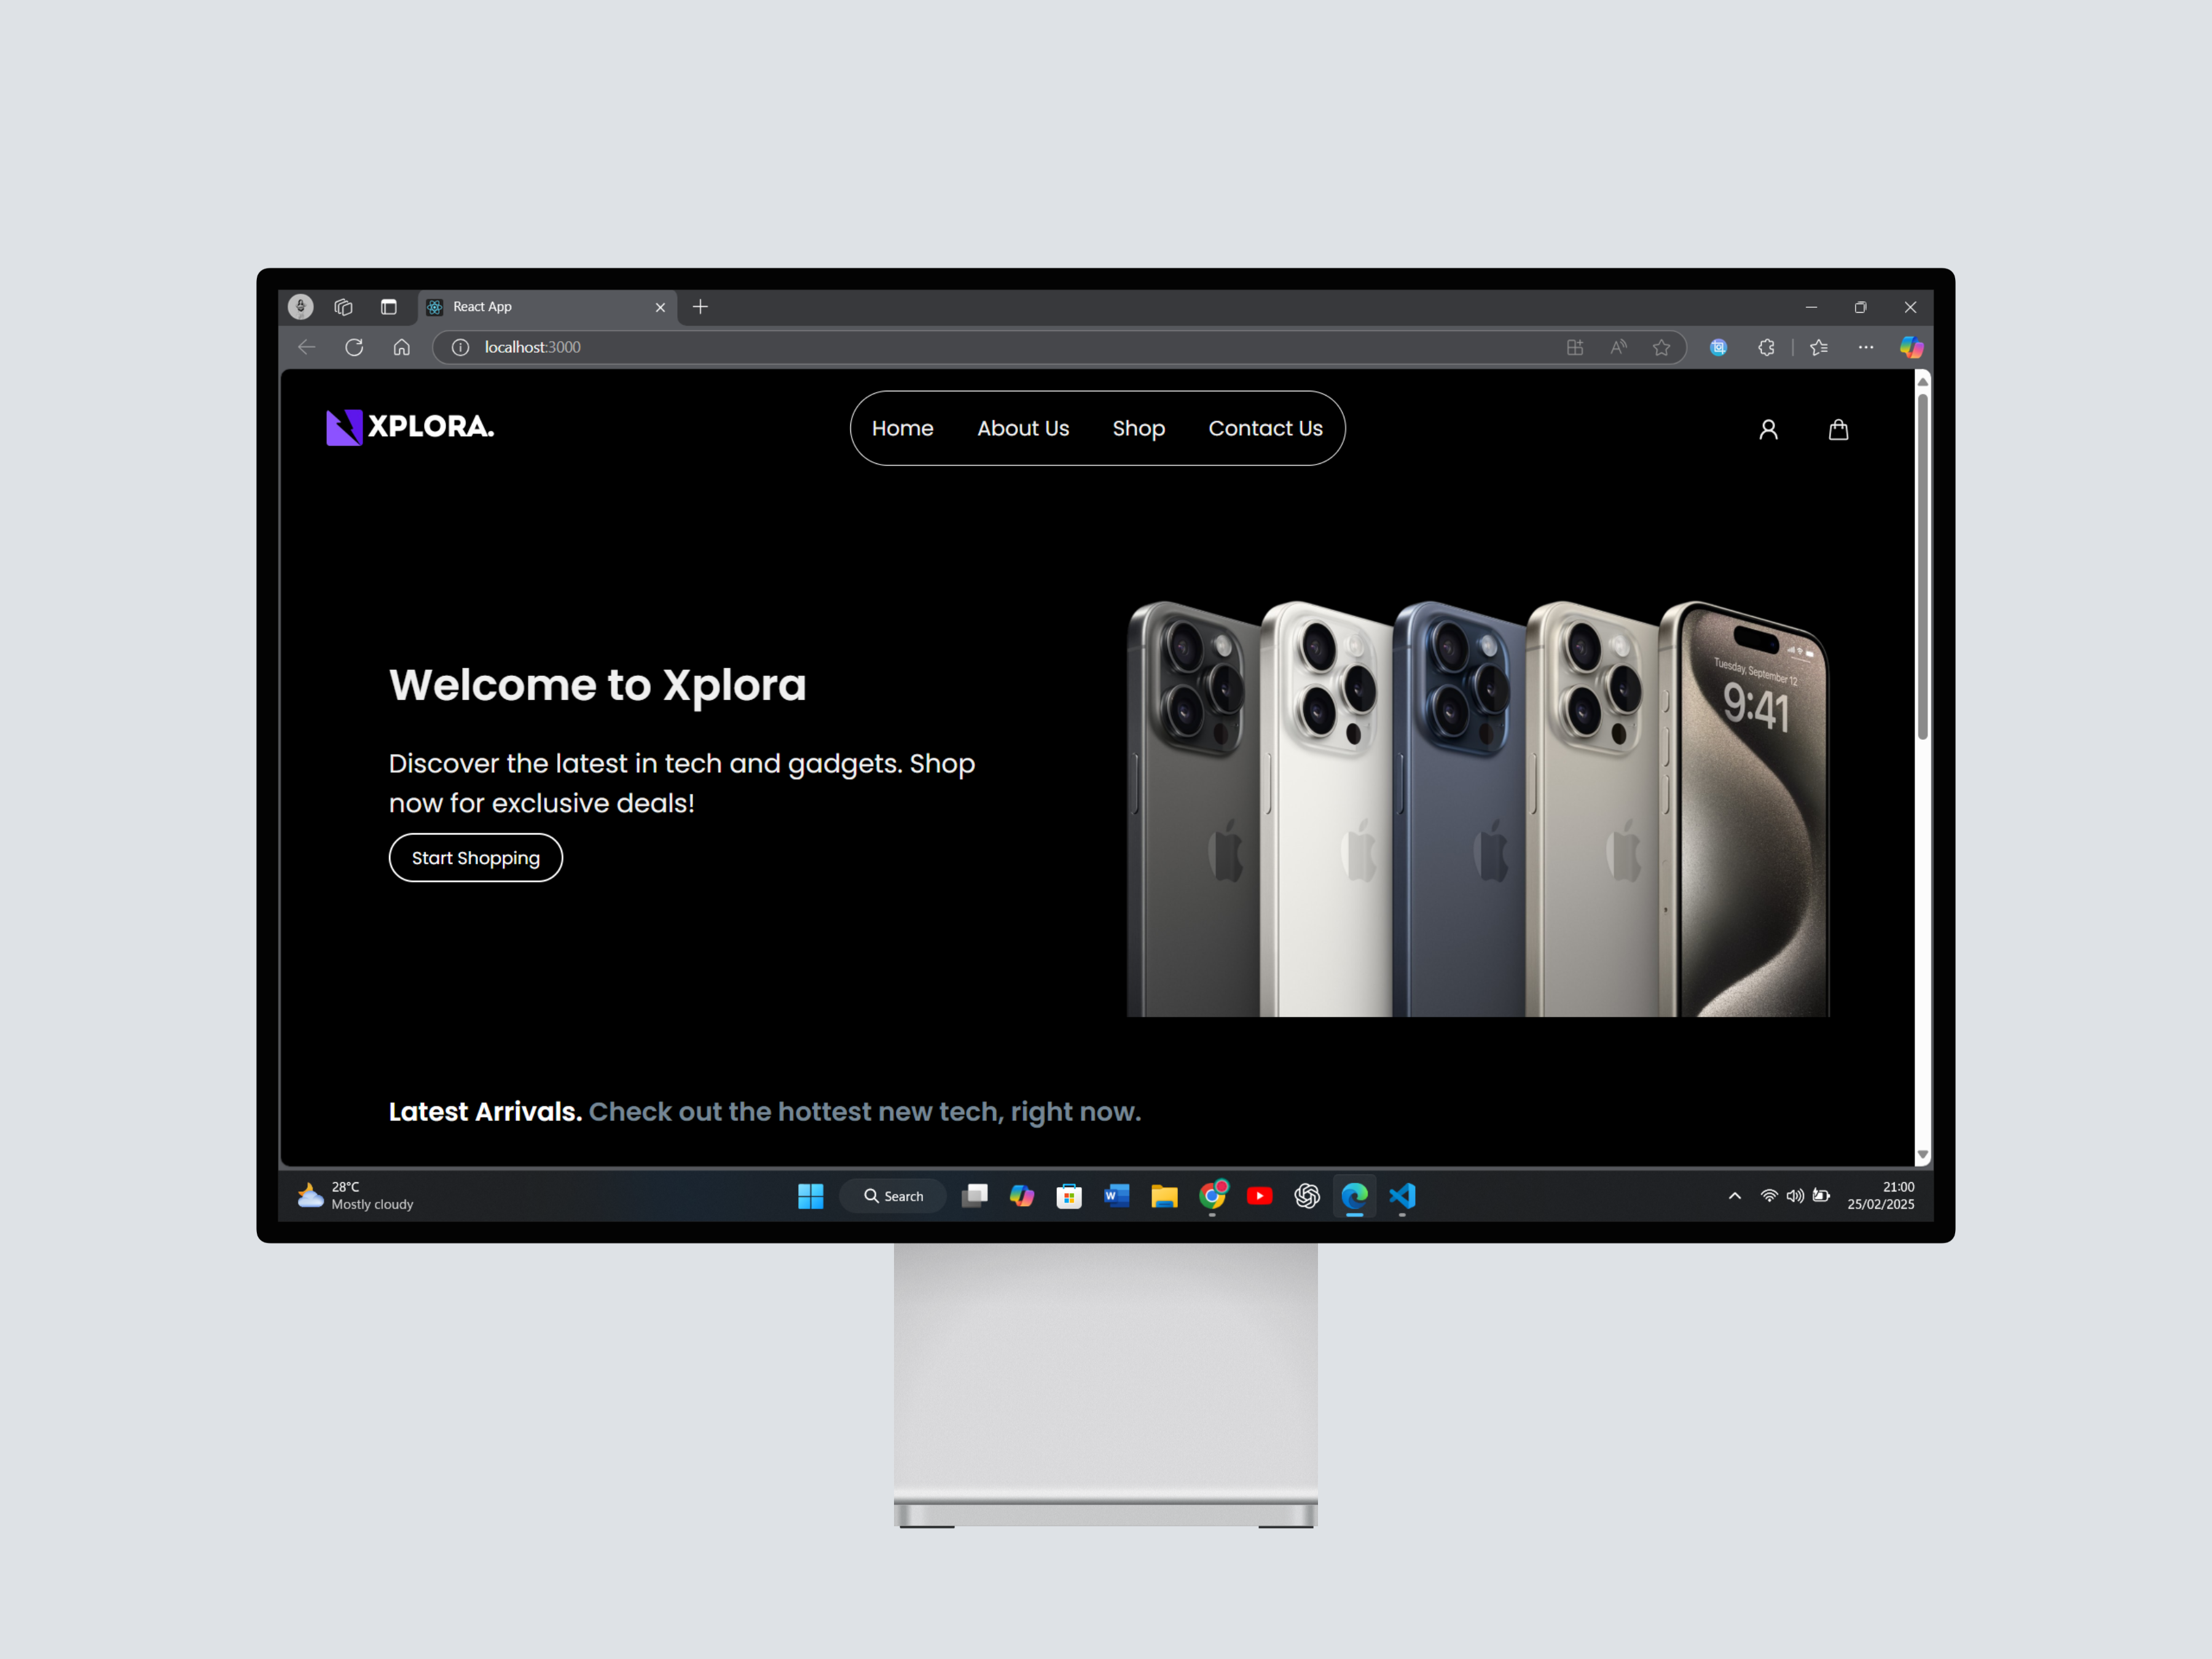 React App
localhost:3000
XPLORA.
Home About Us Shop Contact Us
Tuesday, September 12
9:41
Welcome to Xplora
Discover the latest in tech and gadgets. Shop
now for exclusive deals!
Start Shopping
Latest Arrivals. Check out the hottest new tech, right now.
28°C
Mostly cloudy
Search
21:00
25/02/2025